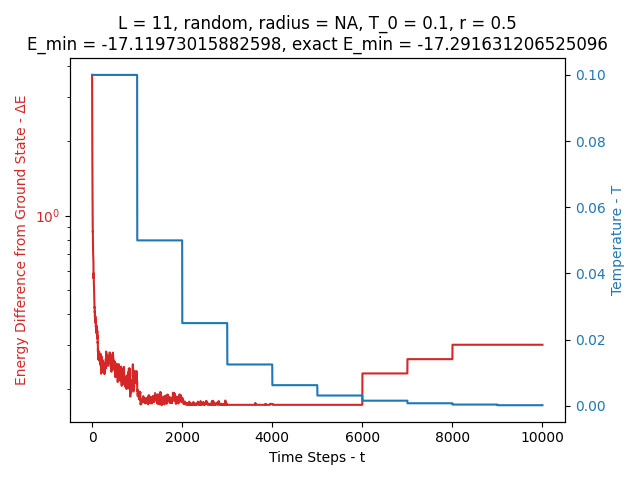 L = 11, random, radius = NA, T_0 = 0.1, r = 0.5
E_min = -17.11973015882598, exact E_min = -17.291631206525096
Energy Difference from Ground State - ΔE
10⁰
0.10
0.08
0.06
0.04
0.02
0.00
Temperature - T
0 2000 4000 6000 8000 10000
Time Steps - t